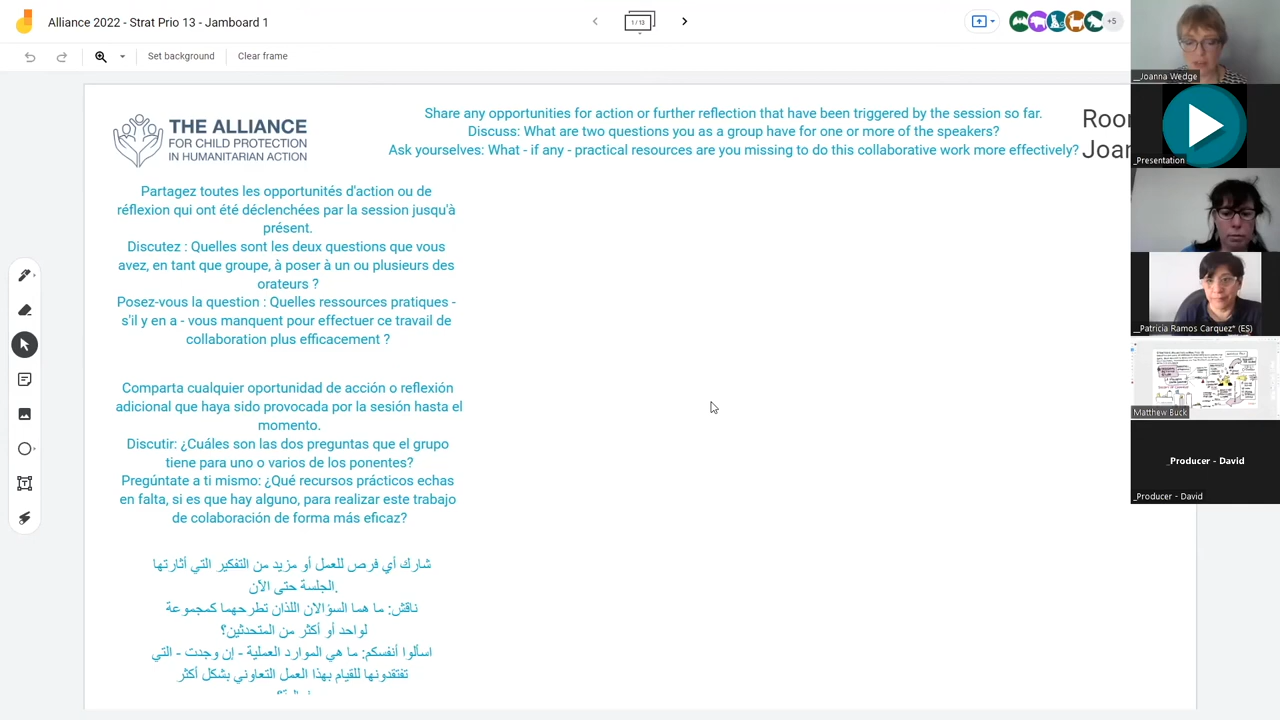 Alliance 2022 - Strat Prio 13 - Jamboard 1
1 / 13
+5
Set background
Clear frame
THE ALLIANCE
FOR CHILD PROTECTION
IN HUMANITARIAN ACTION
Share any opportunities for action or further reflection that have been triggered by the session so far.
Discuss: What are two questions you as a group have for one or more of the speakers?
Ask yourselves: What - if any - practical resources are you missing to do this collaborative work more effectively?
Partagez toutes les opportunités d'action ou de
réflexion qui ont été déclenchées par la session jusqu'à
présent.
Discutez : Quelles sont les deux questions que vous
avez, en tant que groupe, à poser à un ou plusieurs des
orateurs ?
Posez-vous la question : Quelles ressources pratiques -
s'il y en a - vous manquent pour effectuer ce travail de
collaboration plus efficacement ?
Comparta cualquier oportunidad de acción o reflexión
adicional que haya sido provocada por la sesión hasta el
momento.
Discutir: ¿Cuáles son las dos preguntas que el grupo
tiene para uno o varios de los ponentes?
Pregúntate a ti mismo: ¿Qué recursos prácticos echas
en falta, si es que hay alguno, para realizar este trabajo
de colaboración de forma más eficaz?
شارك أي فرص للعمل أو مزيد من التفكير التي أثارتها
الجلسة حتى الآن.
ناقش: ما هما السؤالان اللذان تطرحهما كمجموعة
لواحد أو أكثر من المتحدثين؟
اسألوا أنفسكم: ما هي الموارد العملية - إن وجدت - التي
تفتقدونها للقيام بهذا العمل التعاوني بشكل أكثر
__Joanna Wedge
_Presentation
__Patricia Ramos Carquez* (ES)
Matthew Buck
_Producer - David
_Producer - David